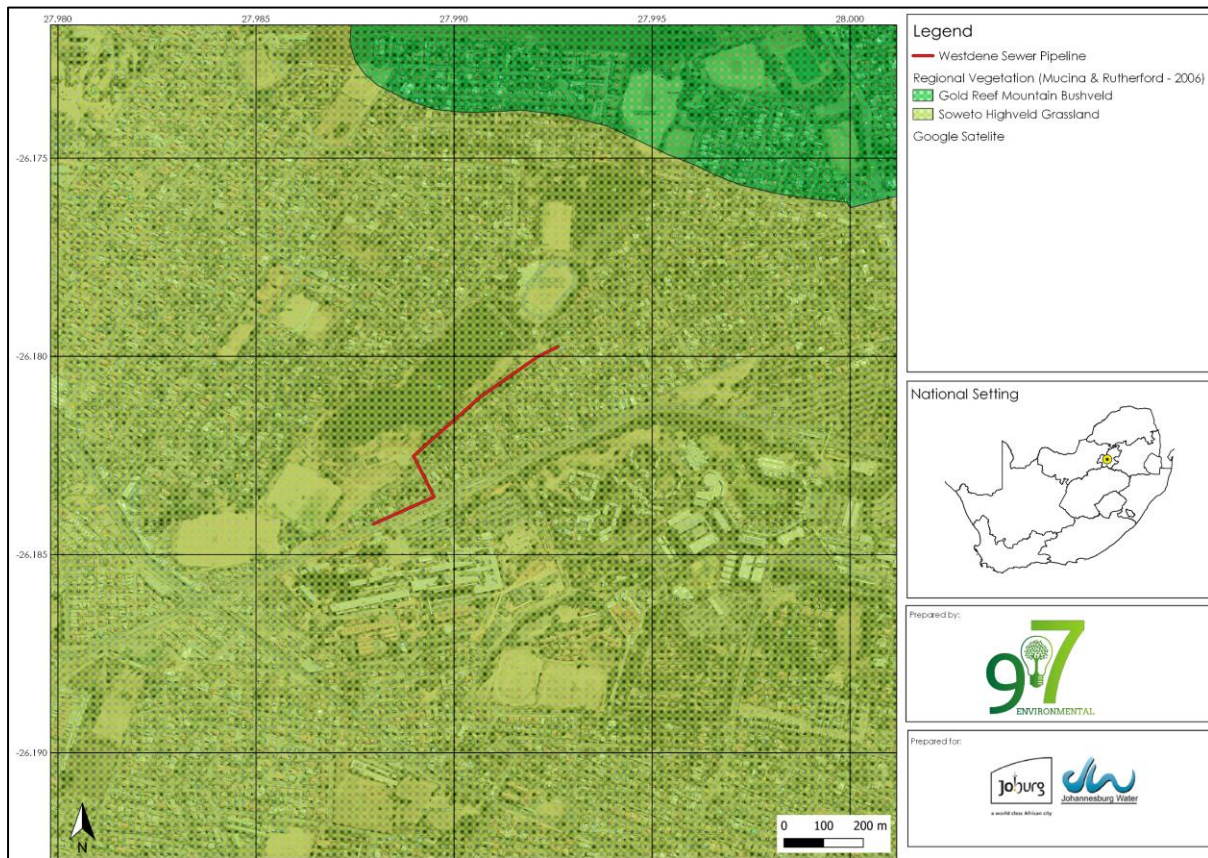 27.980 27.985 27.990 27.995 28.000
-26.175
-26.180
-26.185
-26.190
N
0 100 200 m
Legend
Westdene Sewer Pipeline
Regional Vegetation (Mucina & Rutherford - 2006)
Gold Reef Mountain Bushveld
Soweto Highveld Grassland
Google Satelite
National Setting
Prepared by:
97
ENVIRONMENTAL
Prepared for:
Joburg
a world class African city
Johannesburg Water